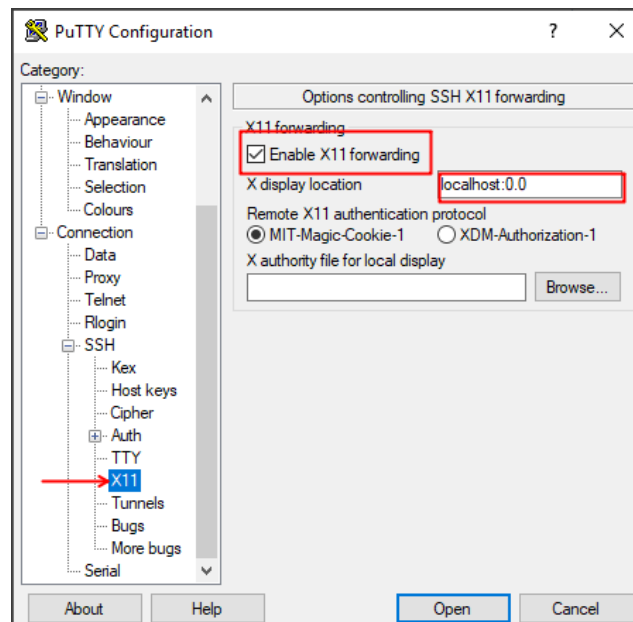 PuTTY Configuration
?
Category:
Window
Appearance
Behaviour
Translation
Selection
Colours
Connection
Data
Proxy
Telnet
Rlogin
SSH
Kex
Host keys
Cipher
Auth
TTY
X11
Tunnels
Bugs
More bugs
Serial
Options controlling SSH X11 forwarding
X11 forwarding
Enable X11 forwarding
X display location localhost:0.0
Remote X11 authentication protocol
MIT-Magic-Cookie-1 XDM-Authorization-1
X authority file for local display
Browse...
About Help Open Cancel